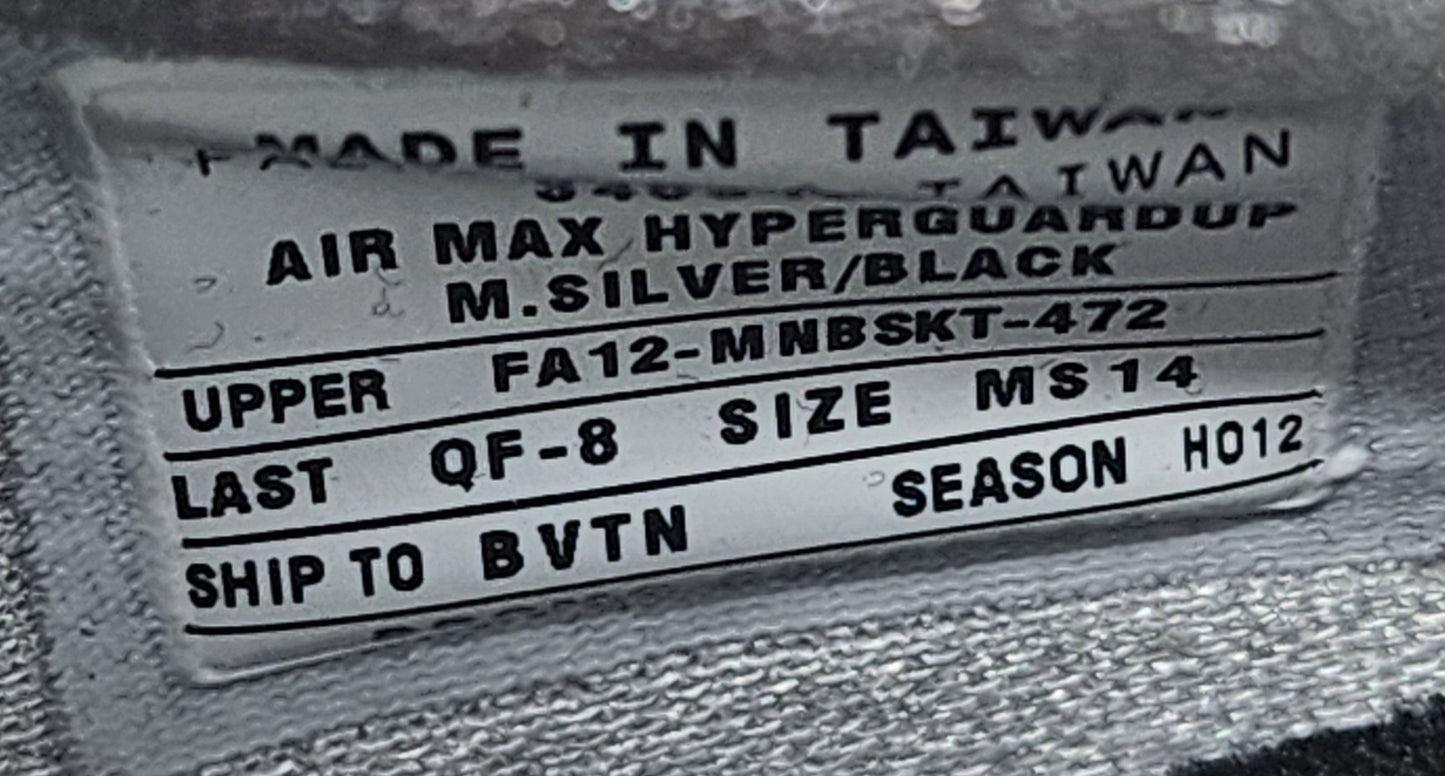 MADE IN TAIWAN
TAIWAN
AIR MAX HYPERGUARDUP
M.SILVER/BLACK
UPPER FA12-MNBSKT-472
LAST QF-8 SIZE MS14
SHIP TO BVTN SEASON HO12